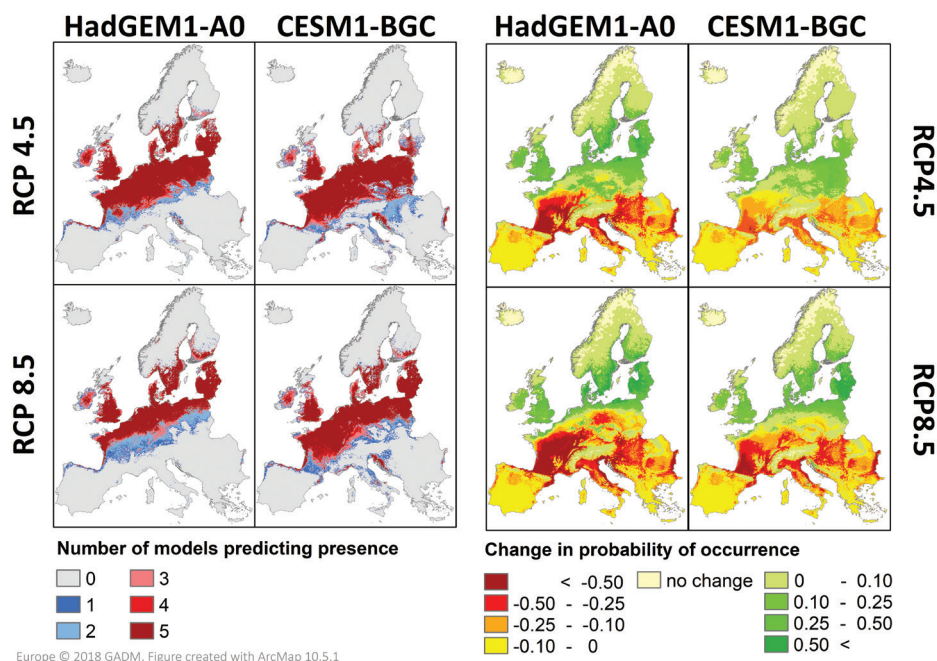 HadGEM1-A0 CESM1-BGC HadGEM1-A0 CESM1-BGC
RCP 4.5
RCP4.5
RCP 8.5
RCP8.5
Number of models predicting presence
0 3
1 4
2 5
Change in probability of occurrence
< -0.50 no change 0 - 0.10
-0.50 - -0.25 0.10 - 0.25
-0.25 - -0.10 0.25 - 0.50
-0.10 - 0 0.50 <
Europe © 2018 GADM. Figure created with ArcMap 10.5.1